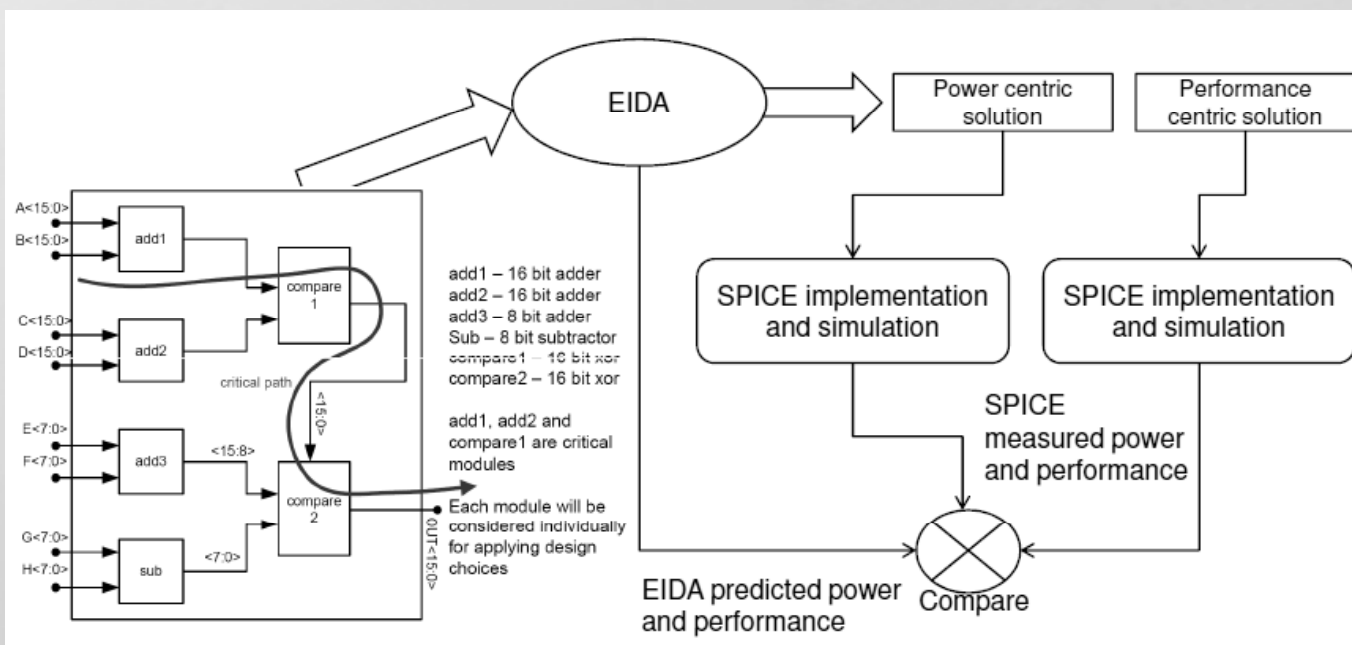 EIDA
Power centric
solution
Performance
centric solution
A<15:0>
B<15:0>
add1
compare
1
C<15:0>
D<15:0>
add2
critical path
<15:0>
E<7:0>
F<7:0>
add3
<15:8>
compare
2
G<7:0>
H<7:0>
sub
<7:0>
OUT<15:0>
add1 – 16 bit adder
add2 – 16 bit adder
add3 – 8 bit adder
Sub – 8 bit subtractor
compare1 – 16 bit xor
compare2 – 16 bit xor
add1, add2 and
compare1 are critical
modules
Each module will be
considered individually
for applying design
choices
SPICE implementation
and simulation
SPICE implementation
and simulation
SPICE
measured power
and performance
EIDA predicted power
and performance
Compare